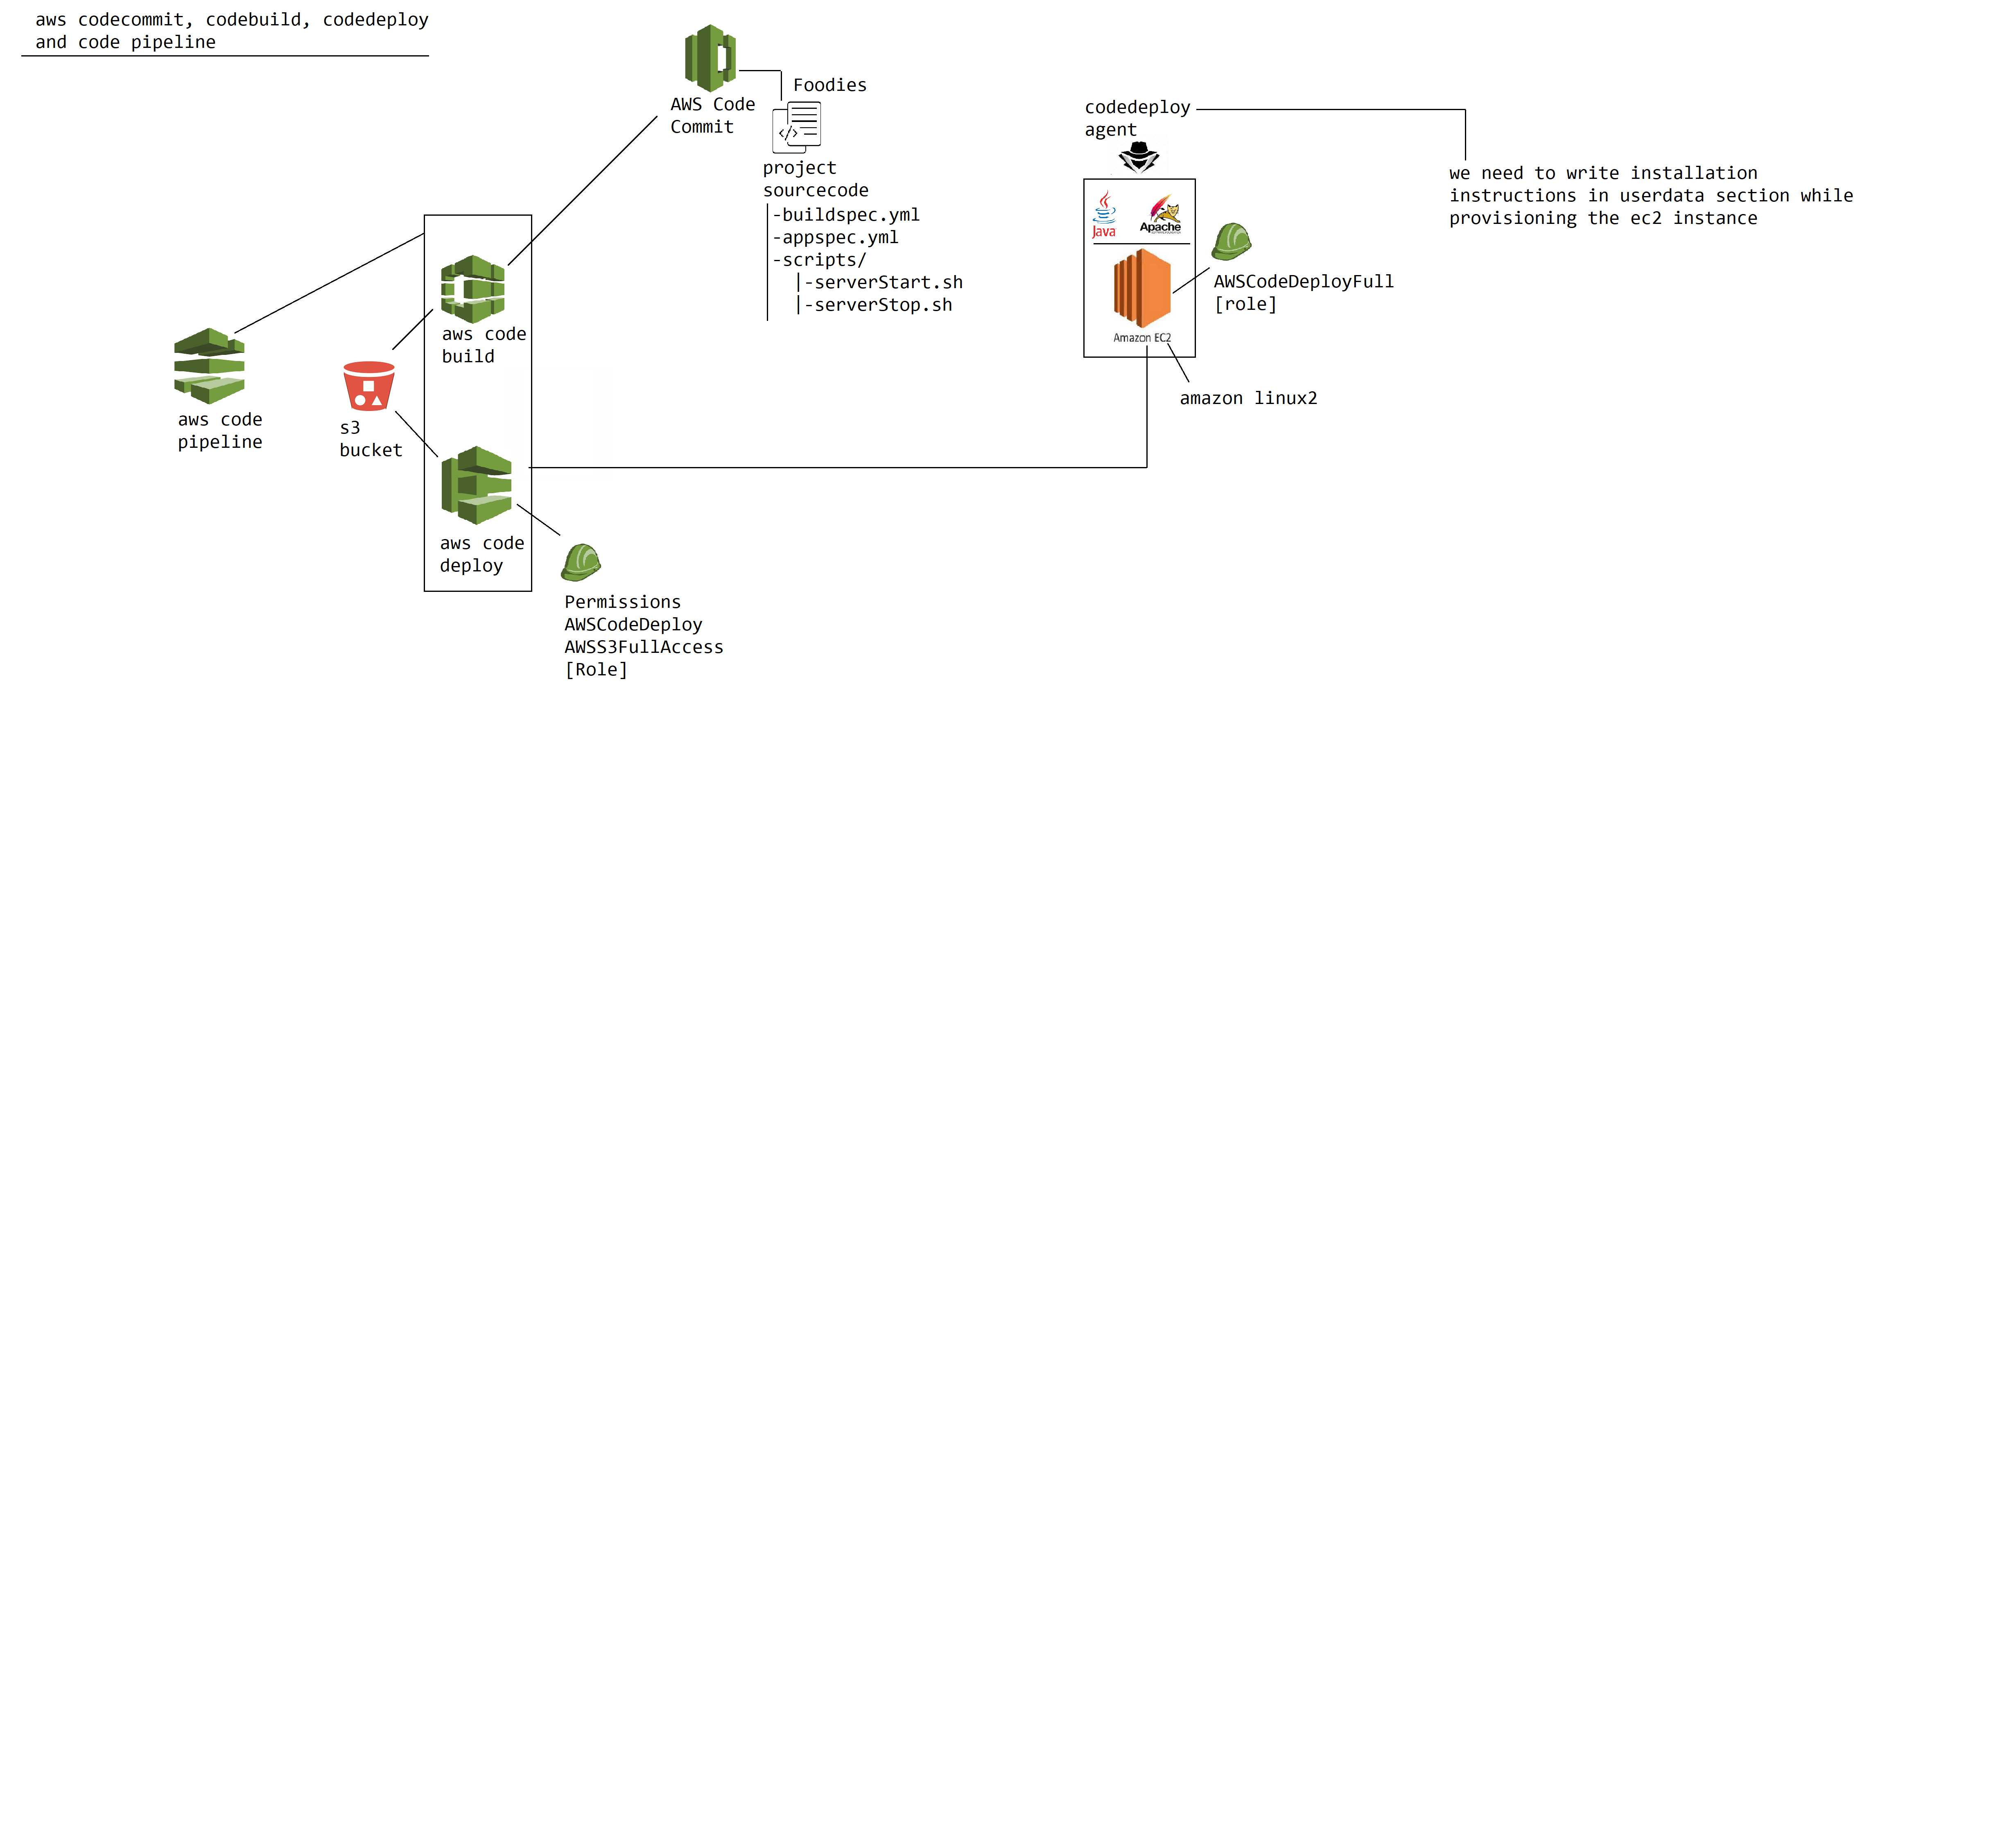 aws codecommit, codebuild, codedeploy
and code pipeline
AWS Code
Commit
Foodies
project
sourcecode
-buildspec.yml
-appspec.yml
-scripts/
|-serverStart.sh
|-serverStop.sh
codedeploy
agent
we need to write installation
instructions in userdata section while
provisioning the ec2 instance
Java
Apache
AWSCodeDeployFull
[role]
Amazon EC2
amazon linux2
aws code
build
aws code
pipeline
s3
bucket
aws code
deploy
Permissions
AWSCodeDeploy
AWSS3FullAccess
[Role]